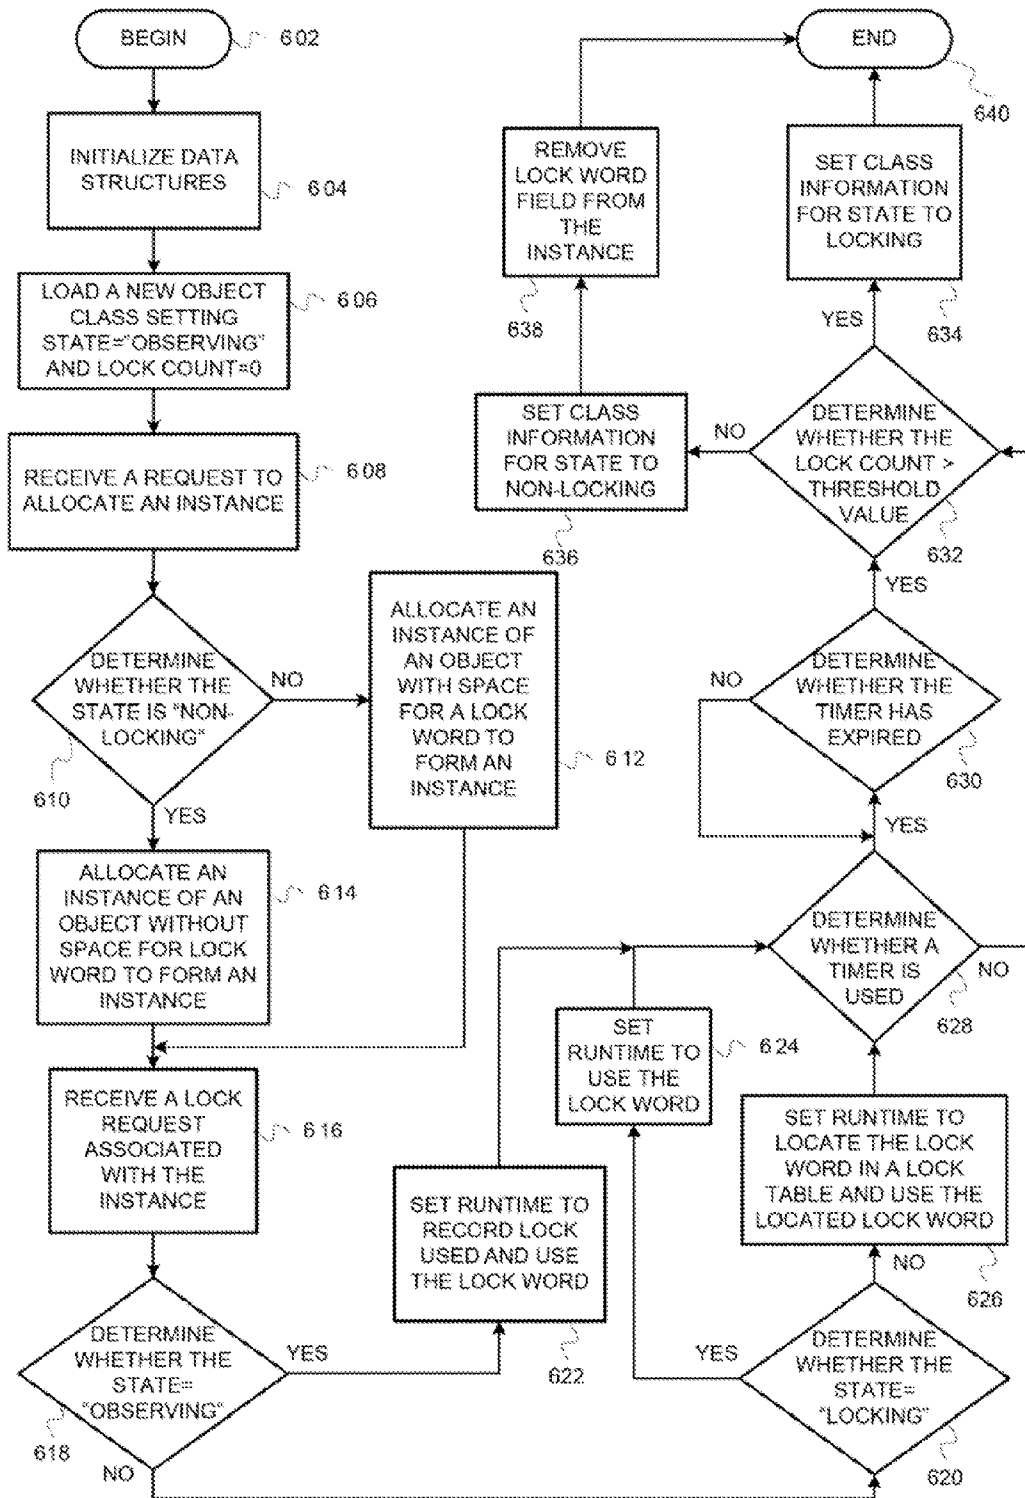 BEGIN
602
INITIALIZE DATA
STRUCTURES
604
LOAD A NEW OBJECT
CLASS SETTING
STATE="OBSERVING"
AND LOCK COUNT=0
606
RECEIVE A REQUEST TO
ALLOCATE AN INSTANCE
608
DETERMINE
WHETHER THE
STATE IS "NON-
LOCKING"
610
NO
YES
ALLOCATE AN
INSTANCE OF
AN OBJECT
WITH SPACE
FOR A LOCK
WORD TO
FORM AN
INSTANCE
612
ALLOCATE AN
INSTANCE OF AN
OBJECT WITHOUT
SPACE FOR LOCK
WORD TO FORM AN
INSTANCE
614
RECEIVE A LOCK
REQUEST
ASSOCIATED
WITH THE
INSTANCE
616
DETERMINE
WHETHER THE
STATE=
"OBSERVING"
618
YES
NO
SET RUNTIME TO
RECORD LOCK
USED AND USE
THE LOCK WORD
622
DETERMINE
WHETHER THE
STATE=
"LOCKING"
620
YES
NO
SET
RUNTIME TO
USE THE
LOCK WORD
624
SET RUNTIME TO
LOCATE THE LOCK
WORD IN A LOCK
TABLE AND USE THE
LOCATED LOCK WORD
626
DETERMINE
WHETHER A
TIMER IS
USED
628
NO
YES
DETERMINE
WHETHER THE
TIMER HAS
EXPIRED
630
NO
YES
DETERMINE
WHETHER THE
LOCK COUNT >
THRESHOLD
VALUE
632
NO
YES
SET CLASS
INFORMATION
FOR STATE TO
LOCKING
634
SET CLASS
INFORMATION
FOR STATE TO
NON-LOCKING
636
REMOVE
LOCK WORD
FIELD FROM
THE
INSTANCE
638
END
640